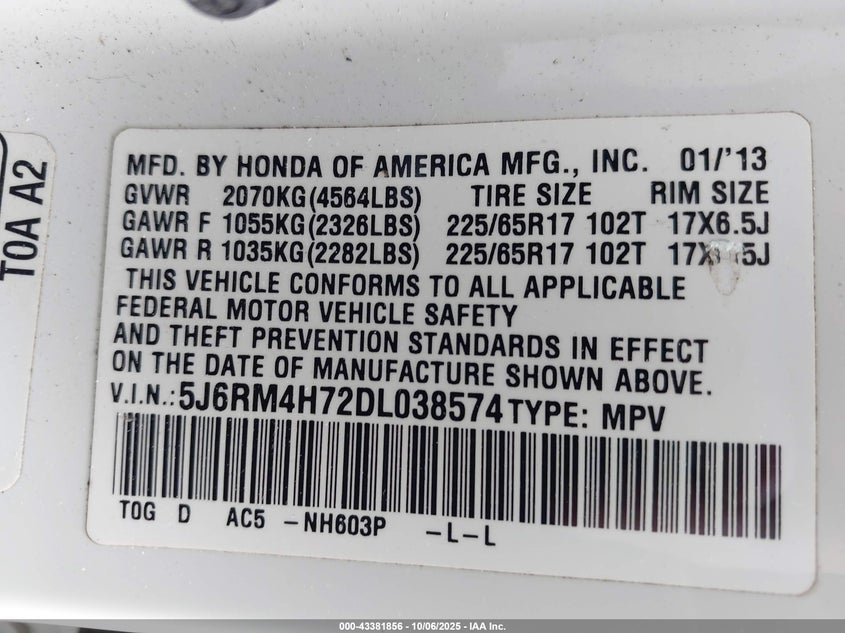 MFD. BY HONDA OF AMERICA MFG., INC. 01/'13
GVWR 2070KG(4564LBS) TIRE SIZE RIM SIZE
GAWR F 1055KG(2326LBS) 225/65R17 102T 17X6.5J
GAWR R 1035KG(2282LBS) 225/65R17 102T
THIS VEHICLE CONFORMS TO ALL APPLICABLE
FEDERAL MOTOR VEHICLE SAFETY
AND THEFT PREVENTION STANDARDS IN EFFECT
ON THE DATE OF MANUFACTURE SHOWN ABOVE.
V.I.N.:5J6RM4H72DL038574 TYPE: MPV
T0G D AC5 -NH603P -L-L
T0A A2
000-43381856 - 10/06/2025 - IAA Inc.